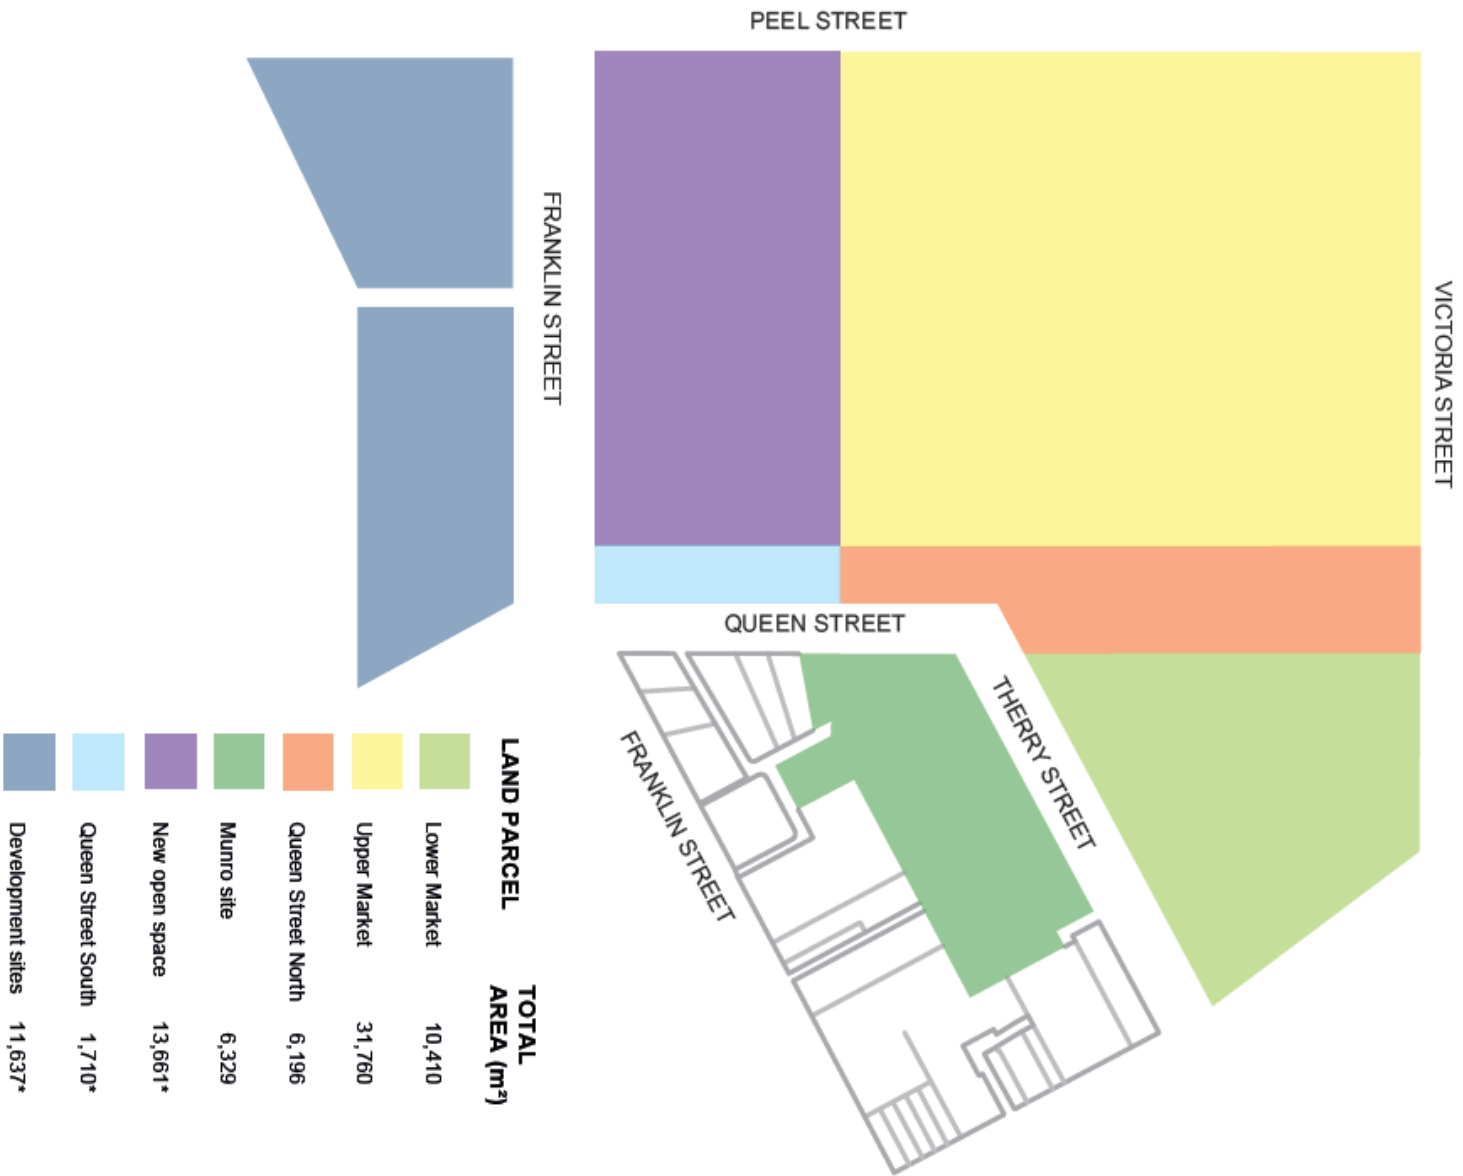 PEEL STREET
VICTORIA STREET
FRANKLIN STREET
QUEEN STREET
THERRY STREET
FRANKLIN STREET
LAND PARCEL
TOTAL
AREA (m²)
Lower Market 10,410
Upper Market 31,760
Queen Street North 6,196
Munro site 6,329
New open space 13,661*
Queen Street South 1,710*
Development sites 11,637*